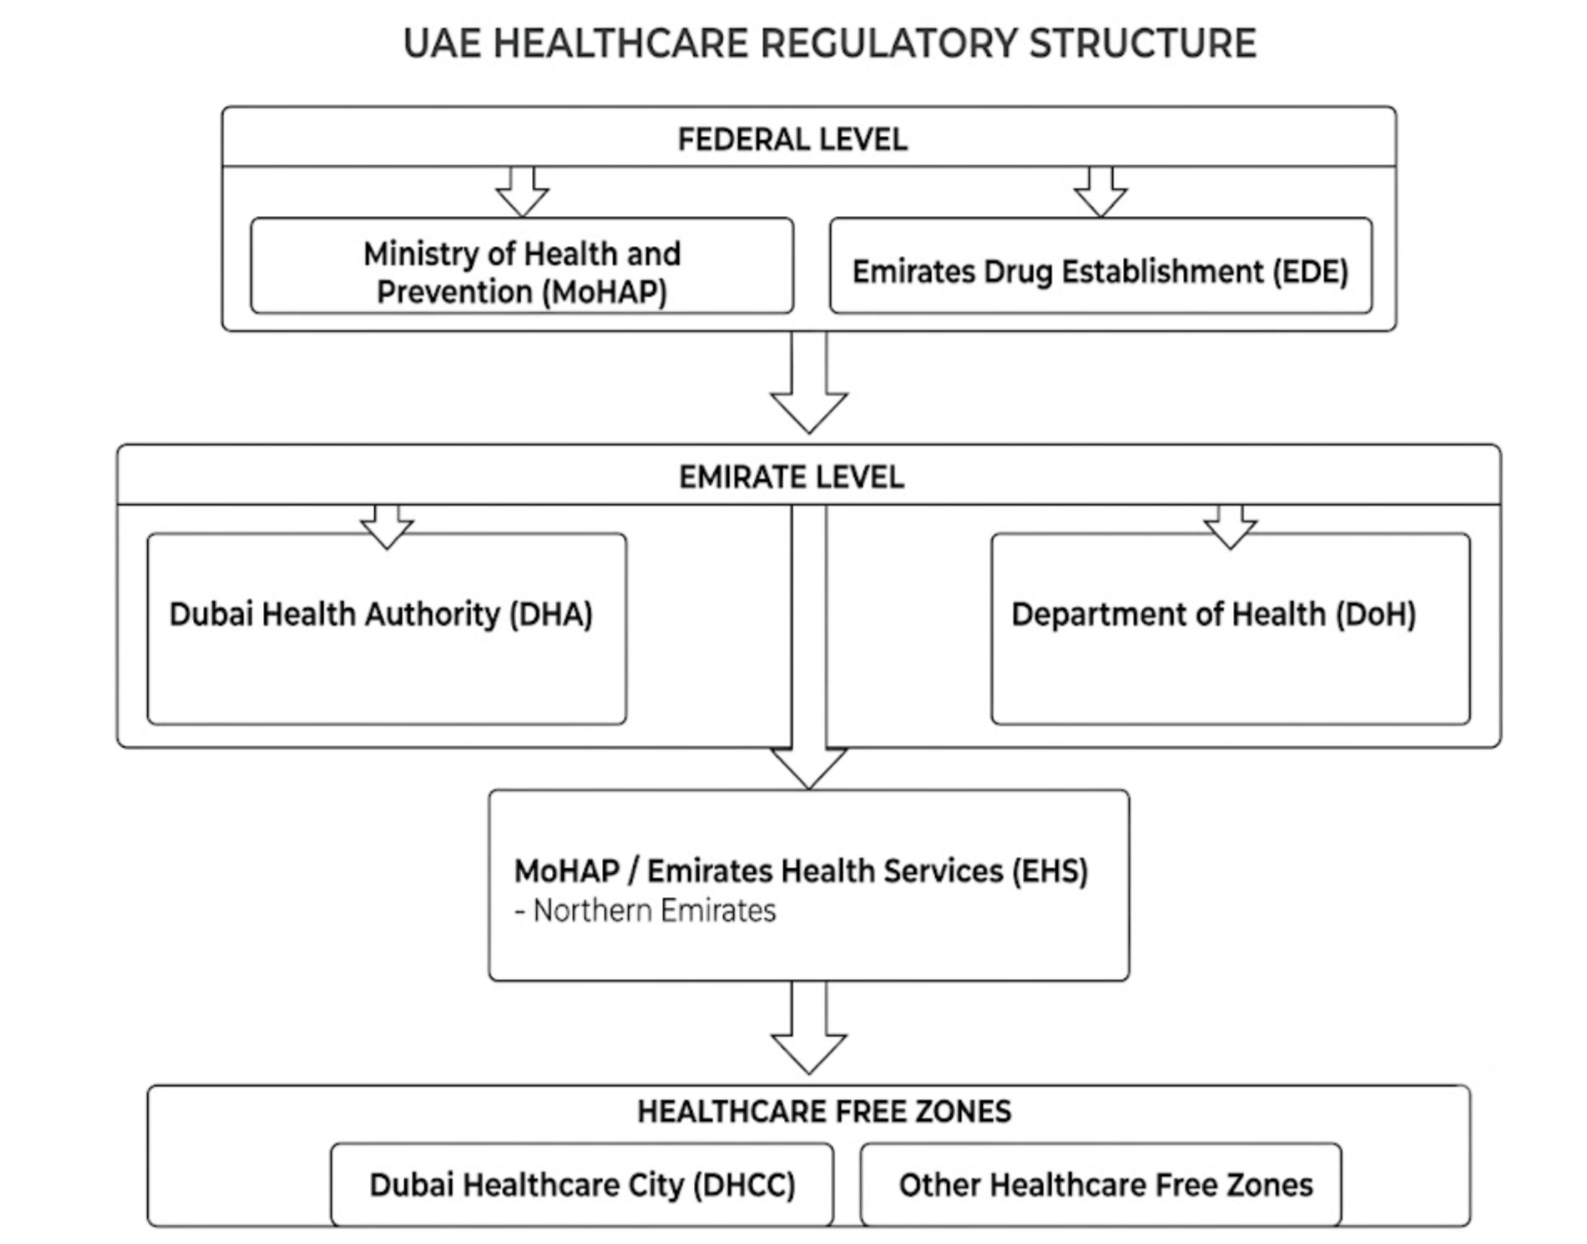 UAE HEALTHCARE REGULATORY STRUCTURE
FEDERAL LEVEL
Ministry of Health and
Prevention (MoHAP)
Emirates Drug Establishment (EDE)
EMIRATE LEVEL
Dubai Health Authority (DHA)
Department of Health (DoH)
MoHAP / Emirates Health Services (EHS)
- Northern Emirates
HEALTHCARE FREE ZONES
Dubai Healthcare City (DHCC)
Other Healthcare Free Zones